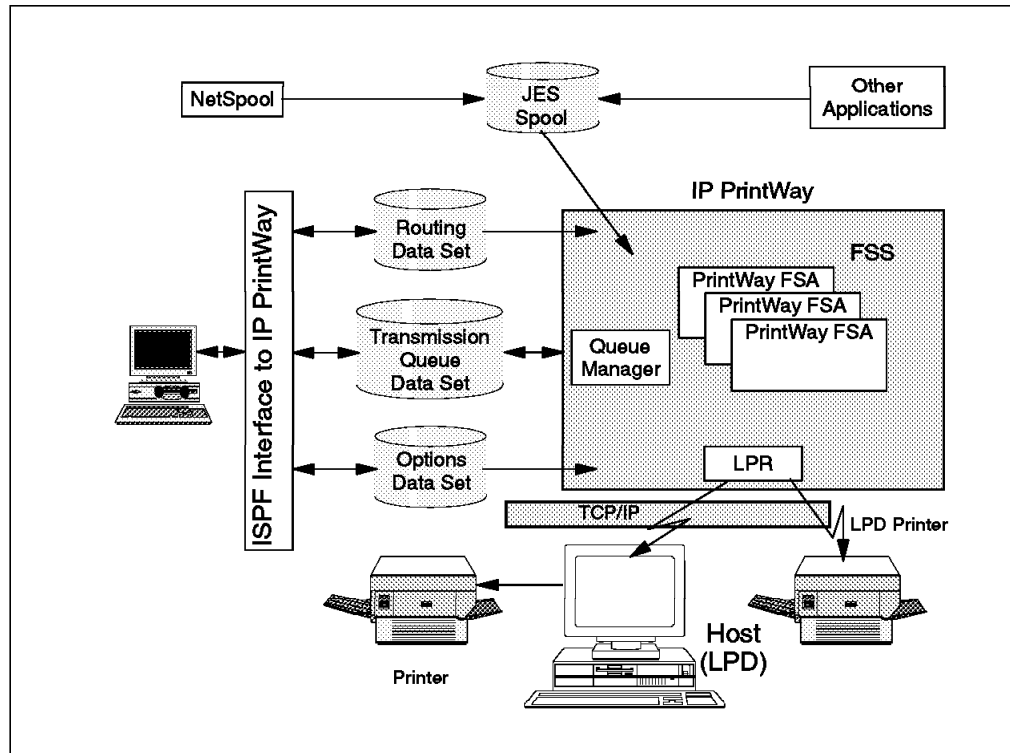 NetSpool
JES
Spool
Other
Applications
IP PrintWay
ISPF Interface to IP PrintWay
Routing
Data Set
FSS
PrintWay FSA
PrintWay FSA
PrintWay FSA
Transmission
Queue
Data Set
Queue
Manager
Options
Data Set
LPR
TCP/IP
LPD Printer
Host
(LPD)
Printer